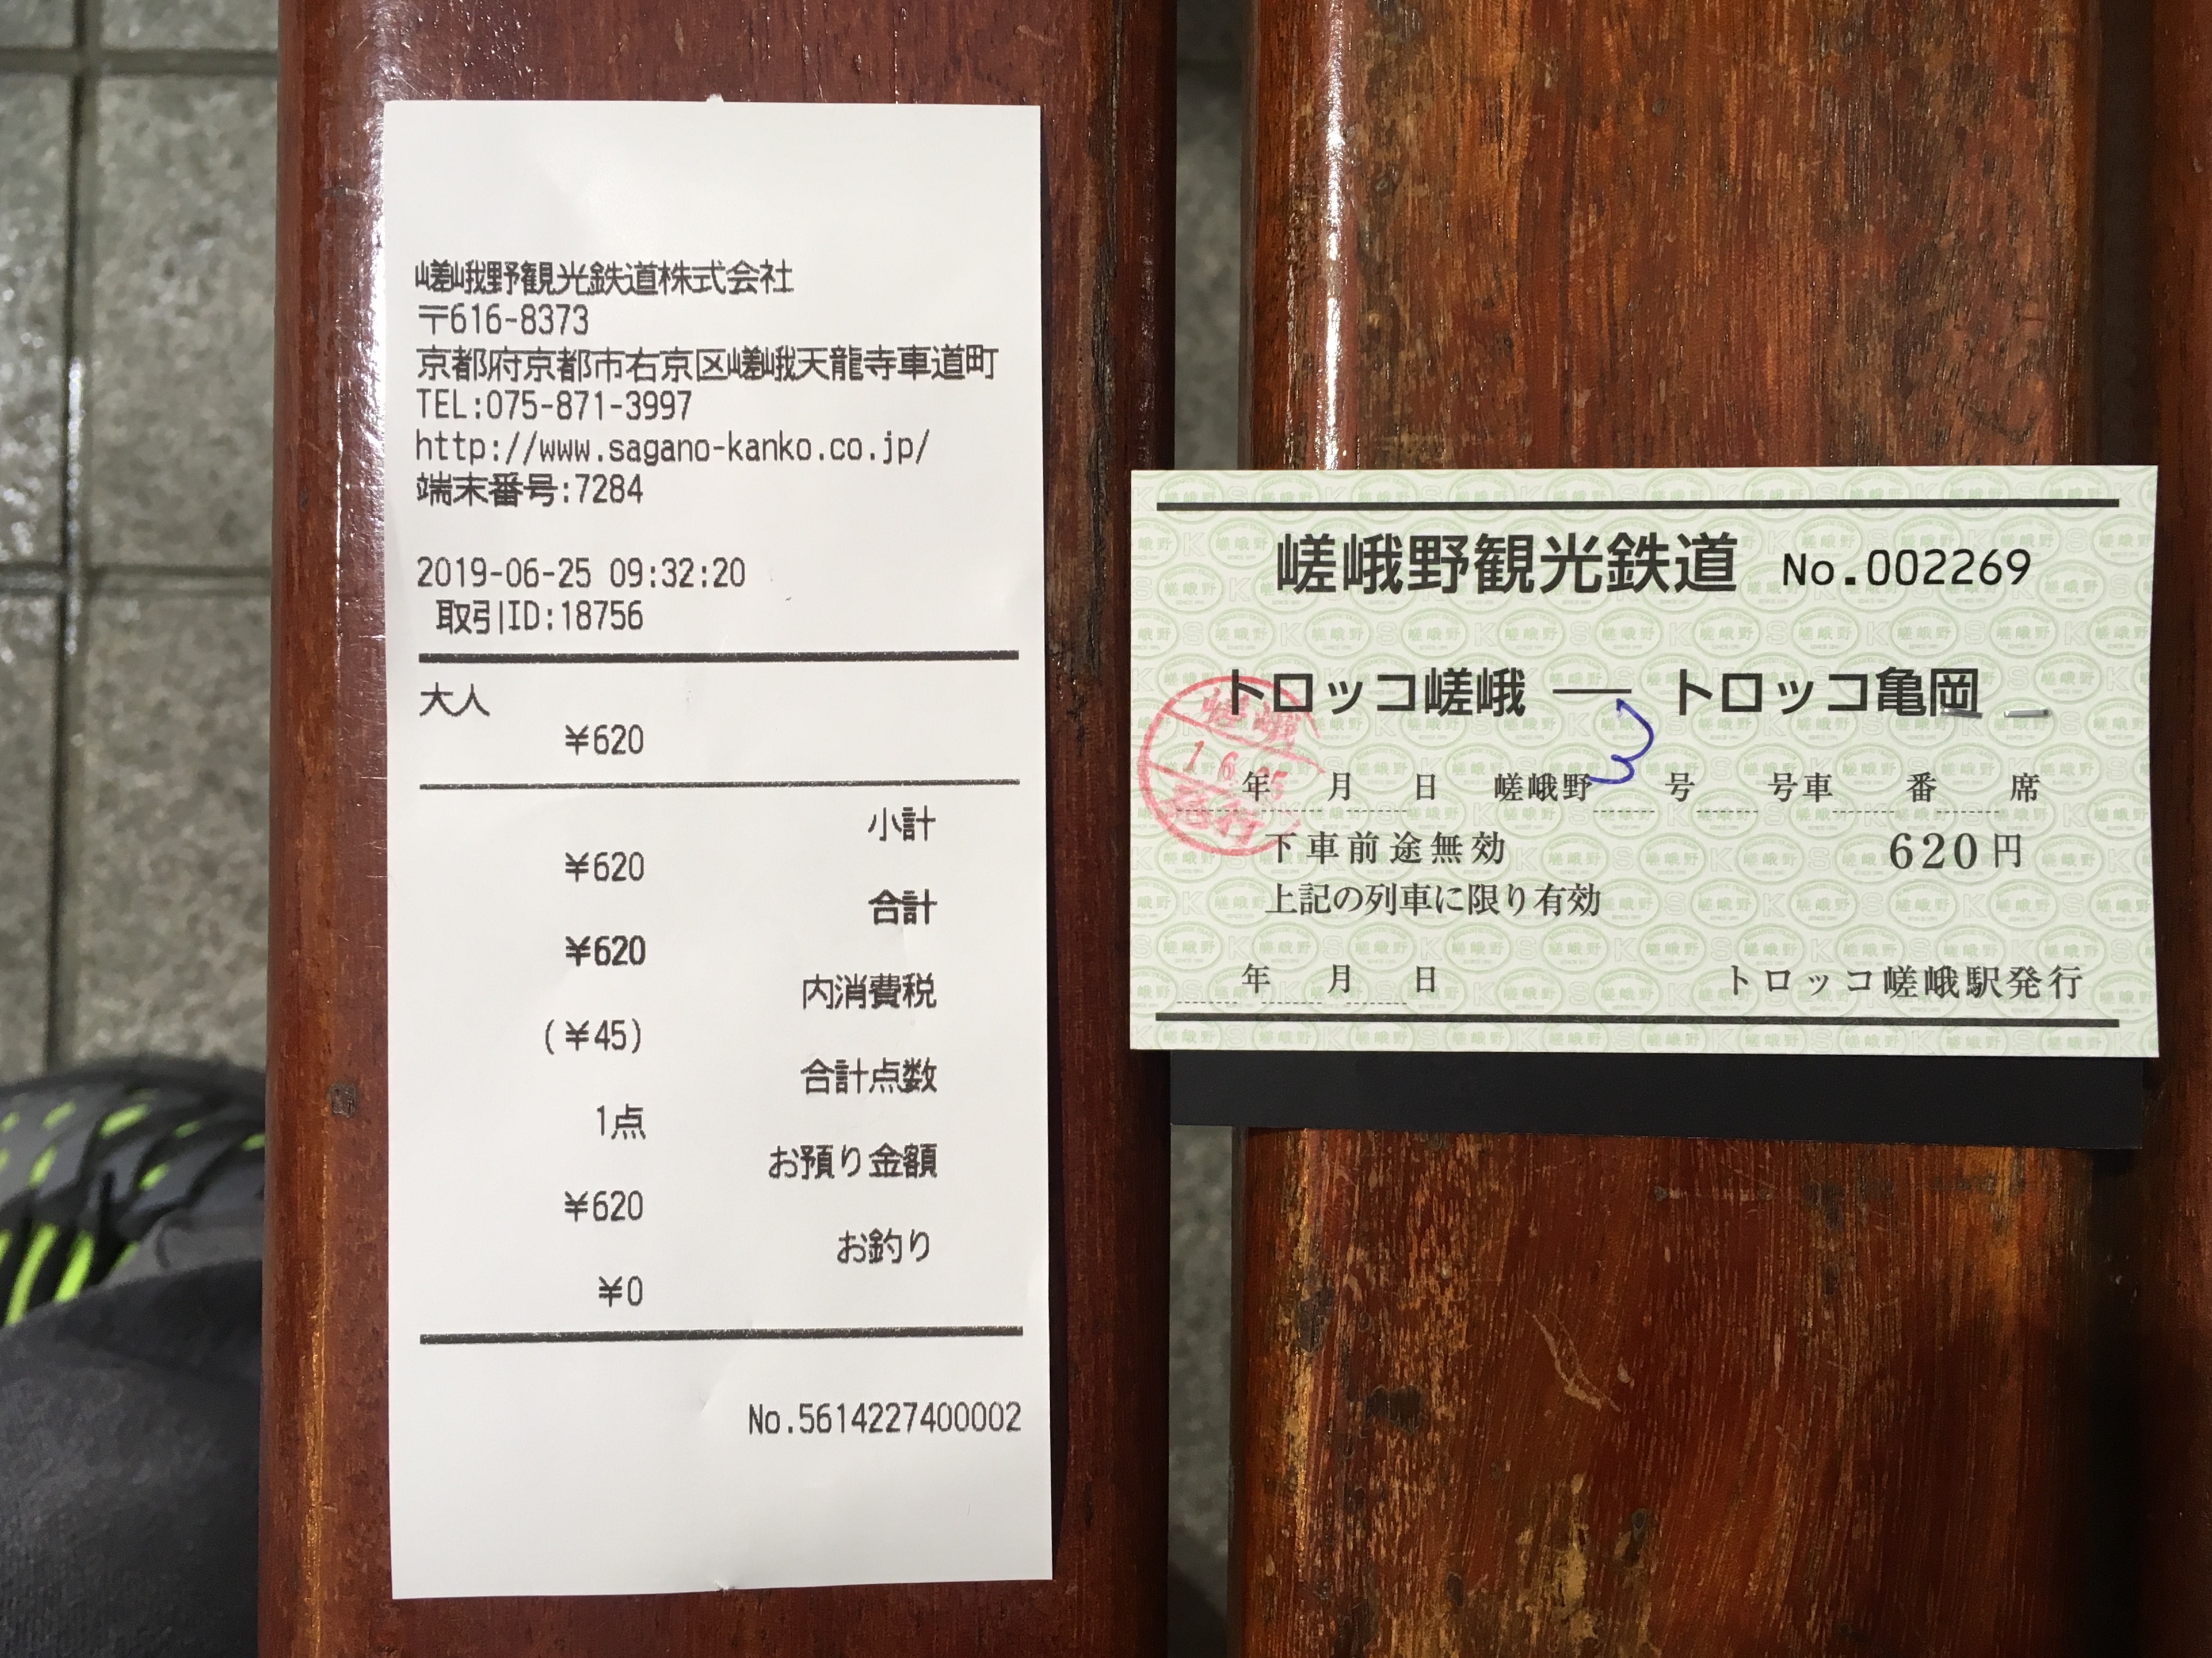 嵯峨野観光鉄道株式会社
〒616-8373
京都府京都市右京区嵯峨天龍寺車道町
TEL:075-871-3997
http://www.sagano-kanko.co.jp/
端末番号:7284
2019-06-25 09:32:20
取引ID:18756
大人
¥620
小計
¥620
合計
¥620
内消費税
(¥45)
合計点数
1点
お預り金額
¥620
お釣り
¥0
No.5614227400002
嵯峨野観光鉄道 No.002269
トロッコ嵯峨 — トロッコ亀岡
嵯峨
1.6.25
発行
年 月 日 嵯峨野 3 号 号車 番 席
下車前途無効 620円
上記の列車に限り有効
年 月 日 トロッコ嵯峨駅発行